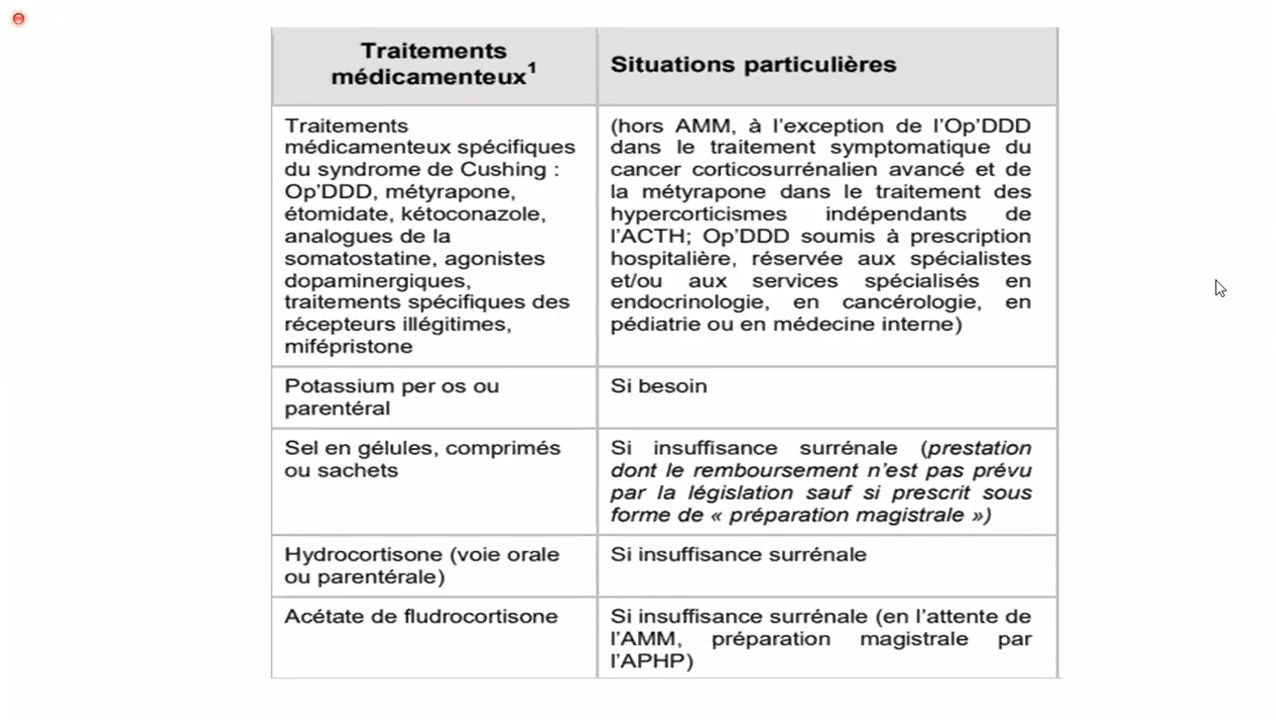 Traitements
médicamenteux1
Situations particulières
Traitements
médicamenteux spécifiques
du syndrome de Cushing :
Op'DDD, métyrapone,
étomidate, kétoconazole,
analogues de la
somatostatine, agonistes
dopaminergiques,
traitements spécifiques des
récepteurs illégitimes,
mifépristone
(hors AMM, à l'exception de l'Op'DDD
dans le traitement symptomatique du
cancer corticosurrénalien avancé et de
la métyrapone dans le traitement des
hypercorticismes indépendants de
l'ACTH; Op'DDD soumis à prescription
hospitalière, réservée aux spécialistes
et/ou aux services spécialisés en
endocrinologie, en cancérologie, en
pédiatrie ou en médecine interne)
Potassium per os ou
parentéral
Si besoin
Sel en gélules, comprimés
ou sachets
Si insuffisance surrénale (prestation
dont le remboursement n'est pas prévu
par la législation sauf si prescrit sous
forme de « préparation magistrale »)
Hydrocortisone (voie orale
ou parentérale)
Si insuffisance surrénale
Acétate de fludrocortisone
Si insuffisance surrénale (en l'attente de
l'AMM, préparation magistrale par
l'APHP)